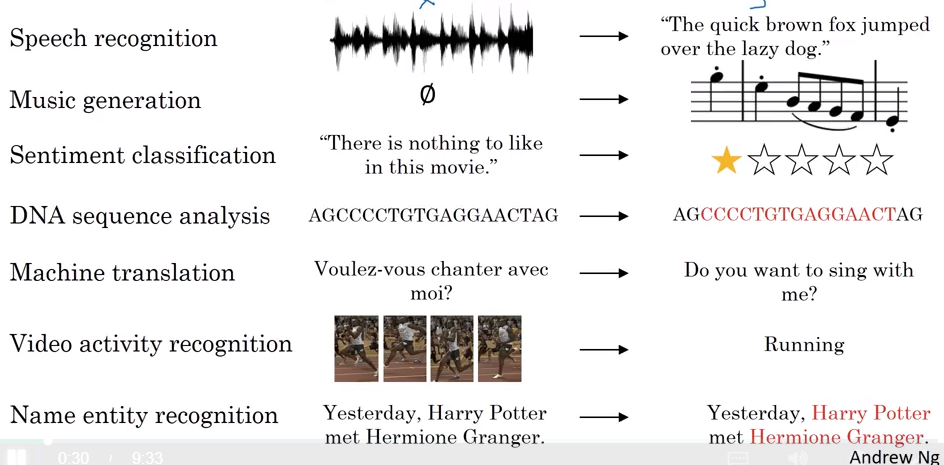 Speech recognition
“The quick brown fox jumped
over the lazy dog.”
Music generation
∅
Sentiment classification
“There is nothing to like
in this movie.”
DNA sequence analysis
AGCCCCTGTGAGGAACTAG
AGCCCCTGTGAGGAACTAG
Machine translation
Voulez-vous chanter avec
moi?
Do you want to sing with
me?
Video activity recognition
Running
Name entity recognition
Yesterday, Harry Potter
met Hermione Granger.
Yesterday, Harry Potter
met Hermione Granger.
0:30 / 9:33
Andrew Ng